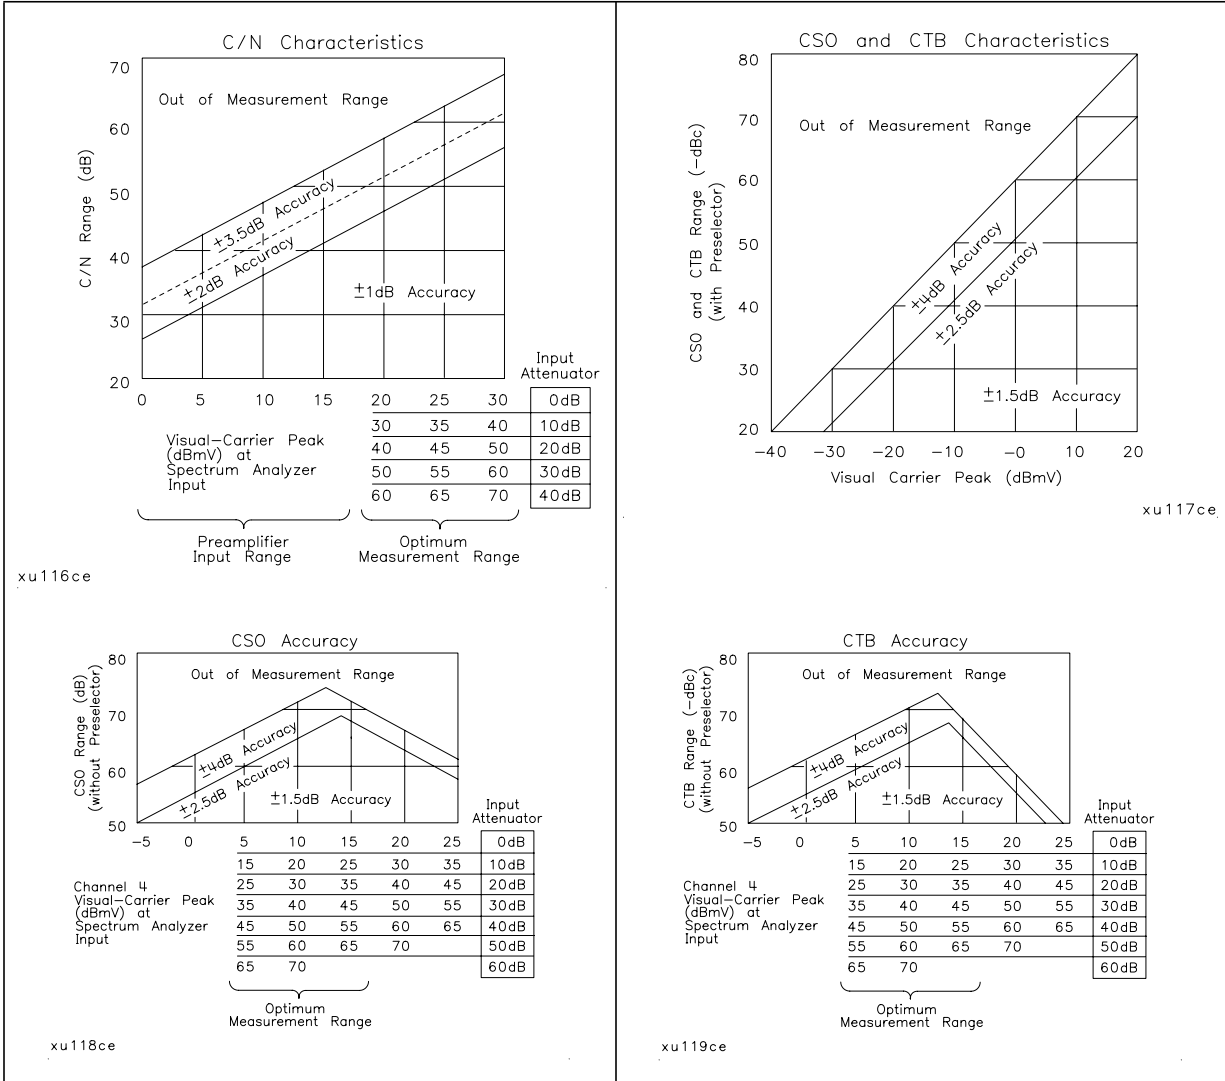 C/N Characteristics
70
60
50
40
30
20
C/N Range (dB)
Out of Measurement Range
±3.5dB Accuracy
±2dB Accuracy
±1dB Accuracy
Input
Attenuator
0 5 10 15 20 25 30 0dB
30 35 40 10dB
40 45 50 20dB
50 55 60 30dB
60 65 70 40dB
Visual-Carrier Peak
(dBmV) at
Spectrum Analyzer
Input
Preamplifier
Input Range
Optimum
Measurement Range
xu116ce
CSO and CTB Characteristics
80
70
60
50
40
30
20
CSO and CTB Range (-dBc)
(with Preselector)
Out of Measurement Range
±4dB Accuracy
±2.5dB Accuracy
±1.5dB Accuracy
-40 -30 -20 -10 -0 -10 20
Visual Carrier Peak (dBmV)
xu117ce
CSO Accuracy
80
70
60
50
CSO Range (dB)
(without Preselector)
Out of Measurement Range
±4dB Accuracy
±2.5dB Accuracy
±1.5dB Accuracy
Input
Attenuator
-5 0 5 10 15 20 25 0dB
15 20 25 30 35 10dB
25 30 35 40 45 20dB
35 40 45 50 55 30dB
45 50 55 60 65 40dB
55 60 65 70 50dB
65 70 60dB
Channel 4
Visual-Carrier Peak
(dBmV) at
Spectrum Analyzer
Input
Optimum
Measurement Range
xu118ce
CTB Accuracy
80
70
60
50
CTB Range (-dBc)
(without Preselector)
Out of Measurement Range
±4dB Accuracy
±2.5dB Accuracy
±1.5dB Accuracy
Input
Attenuator
-5 0 5 10 15 20 25 0dB
15 20 25 30 35 10dB
25 30 35 40 45 20dB
35 40 45 50 55 30dB
45 50 55 60 65 40dB
55 60 65 70 50dB
65 70 60dB
Channel 4
Visual-Carrier Peak
(dBmV) at
Spectrum Analyzer
Input
Optimum
Measurement Range
xu119ce